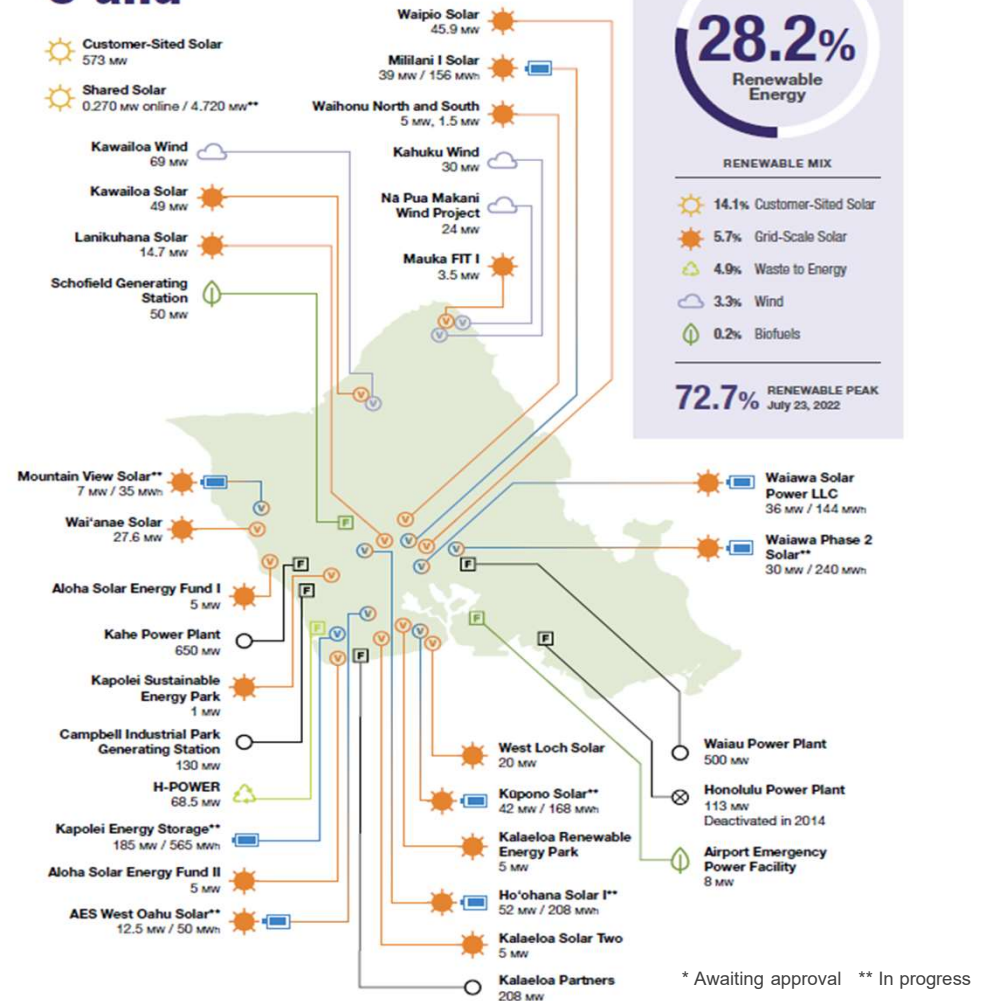 Customer-Sited Solar
573 MW
Shared Solar
0.270 MW online / 4.720 MW**
Kawailoa Wind
69 MW
Kawailoa Solar
49 MW
Lanikuhana Solar
14.7 MW
Schofield Generating
Station
50 MW
Waipio Solar
45.9 MW
Mililani I Solar
39 MW / 156 MWh
Waihonu North and South
5 MW, 1.5 MW
Kahuku Wind
30 MW
Na Pua Makani
Wind Project
24 MW
Mauka FIT I
3.5 MW
28.2%
Renewable
Energy
RENEWABLE MIX
14.1% Customer-Sited Solar
5.7% Grid-Scale Solar
4.9% Waste to Energy
3.3% Wind
0.2% Biofuels
72.7% RENEWABLE PEAK
July 23, 2022
V
V
V
V
V
Mountain View Solar**
7 MW / 35 MWh
Wai‘anae Solar
27.6 MW
Aloha Solar Energy Fund I
5 MW
Kahe Power Plant
650 MW
Kapolei Sustainable
Energy Park
1 MW
Campbell Industrial Park
Generating Station
130 MW
H-POWER
68.5 MW
Kapolei Energy Storage**
185 MW / 565 MWh
Aloha Solar Energy Fund II
5 MW
AES West Oahu Solar**
12.5 MW / 50 MWh
V
F
V
V
V
V
V
V
V
V
V
F
V
F
V
F
V
F
V
V
V
F
V
V
F
V
V
F
Waiawa Solar
Power LLC
36 MW / 144 MWh
Waiawa Phase 2
Solar**
30 MW / 240 MWh
West Loch Solar
20 MW
Kūpono Solar**
42 MW / 168 MWh
Kalaeloa Renewable
Energy Park
5 MW
Ho‘ohana Solar I**
52 MW / 208 MWh
Kalaeloa Solar Two
5 MW
Kalaeloa Partners
208 MW
Waiau Power Plant
500 MW
Honolulu Power Plant
113 MW
Deactivated in 2014
Airport Emergency
Power Facility
8 MW
* Awaiting approval ** In progress